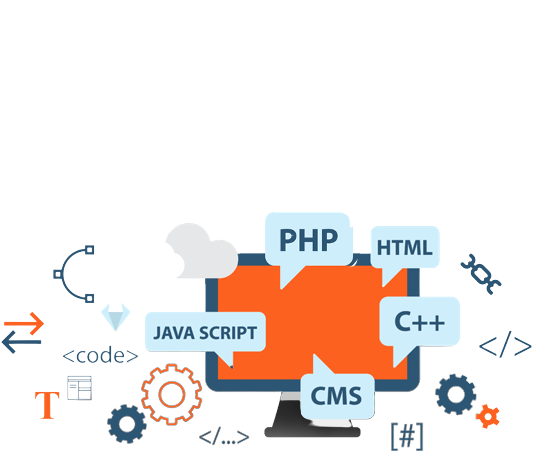 PHP
HTML
C++
JAVA SCRIPT
</>
<code>
CMS
T
</...>
[#]